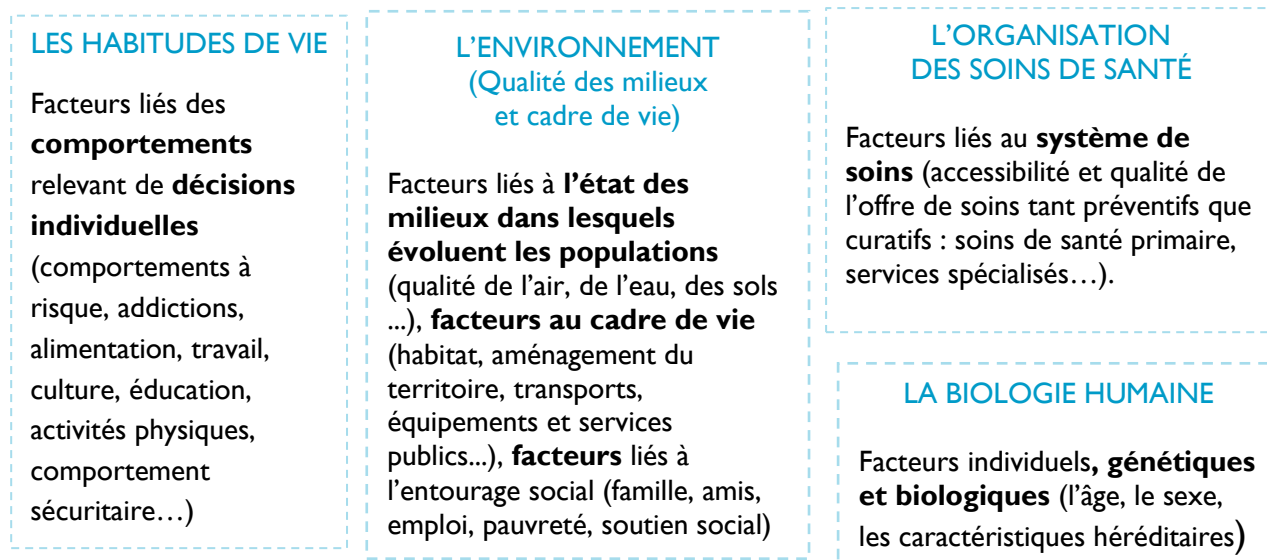 LES HABITUDES DE VIE
Facteurs liés des
comportements
relevant de décisions
individuelles
(comportements à
risque, addictions,
alimentation, travail,
culture, éducation,
activités physiques,
comportement
sécuritaire…)
L’ENVIRONNEMENT
(Qualité des milieux
et cadre de vie)
Facteurs liés à l’état des
milieux dans lesquels
évoluent les populations
(qualité de l’air, de l’eau, des sols
...), facteurs au cadre de vie
(habitat, aménagement du
territoire, transports,
équipements et services
publics...), facteurs liés à
l’entourage social (famille, amis,
emploi, pauvreté, soutien social)
L’ORGANISATION
DES SOINS DE SANTÉ
Facteurs liés au système de
soins (accessibilité et qualité de
l’offre de soins tant préventifs que
curatifs : soins de santé primaire,
services spécialisés…).
LA BIOLOGIE HUMAINE
Facteurs individuels, génétiques
et biologiques (l’âge, le sexe,
les caractéristiques héréditaires)